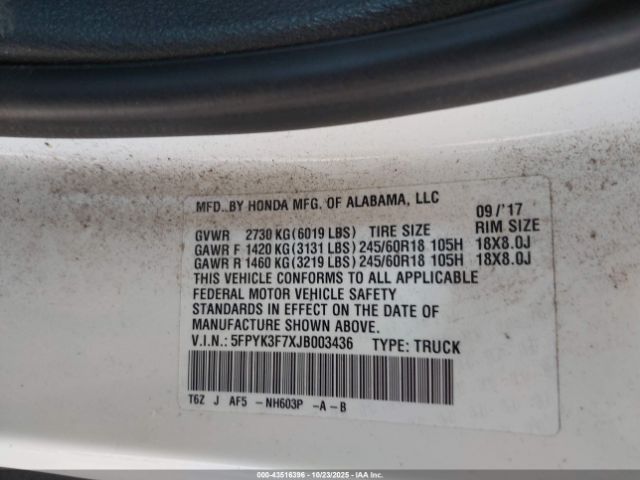 MFD. BY HONDA MFG. OF ALABAMA, LLC 09/'17
GVWR 2730 KG(6019 LBS) TIRE SIZE RIM SIZE
GAWR F 1420 KG(3131 LBS) 245/60R18 105H 18X8.0J
GAWR R 1460 KG(3219 LBS) 245/60R18 105H 18X8.0J
THIS VEHICLE CONFORMS TO ALL APPLICABLE
FEDERAL MOTOR VEHICLE SAFETY
STANDARDS IN EFFECT ON THE DATE OF
MANUFACTURE SHOWN ABOVE.
V.I.N.: 5FPYK3F7XJB003436 TYPE: TRUCK
T6Z J AF5 -NH603P -A-B
000-43516396 - 10/23/2025 - IAAI.COM